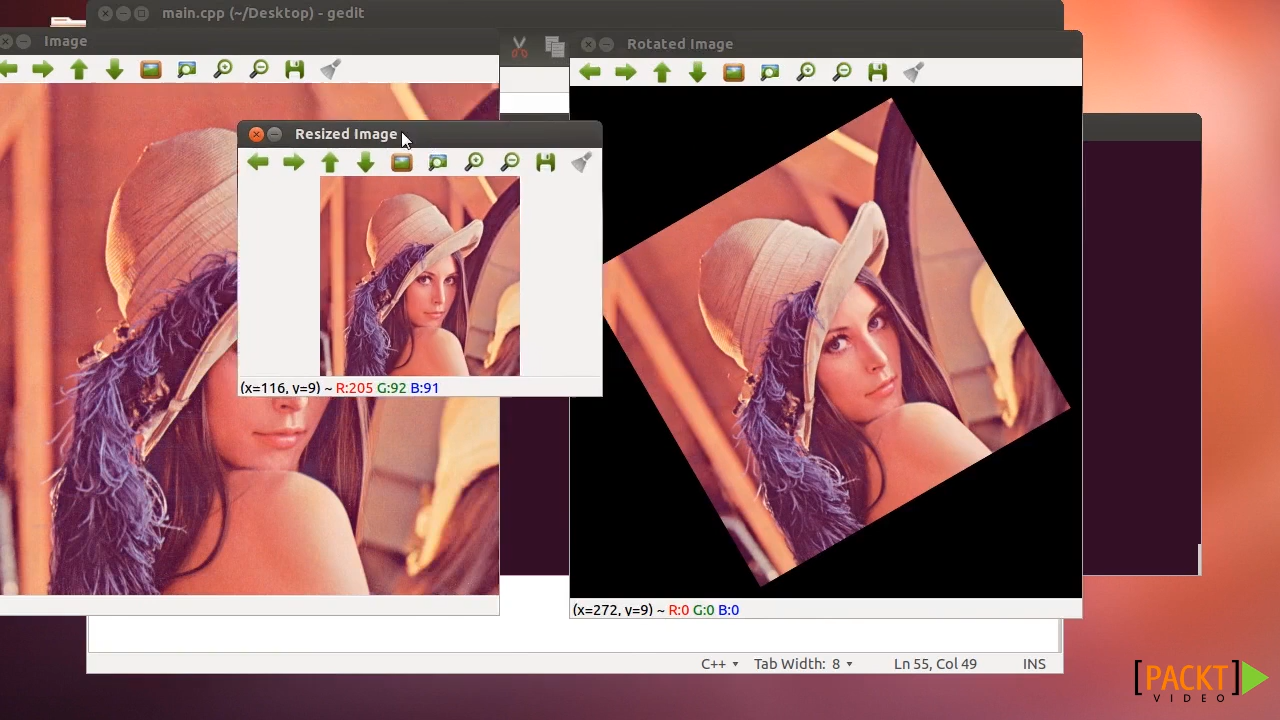 main.cpp (~/Desktop) - gedit
Image
Rotated Image
Resized Image
(x=116, y=9) ~ R:205 G:92 B:91
(x=272, y=9) ~ R:0 G:0 B:0
C++ Tab Width: 8 Ln 55, Col 49 INS
[PACKT]
VIDEO